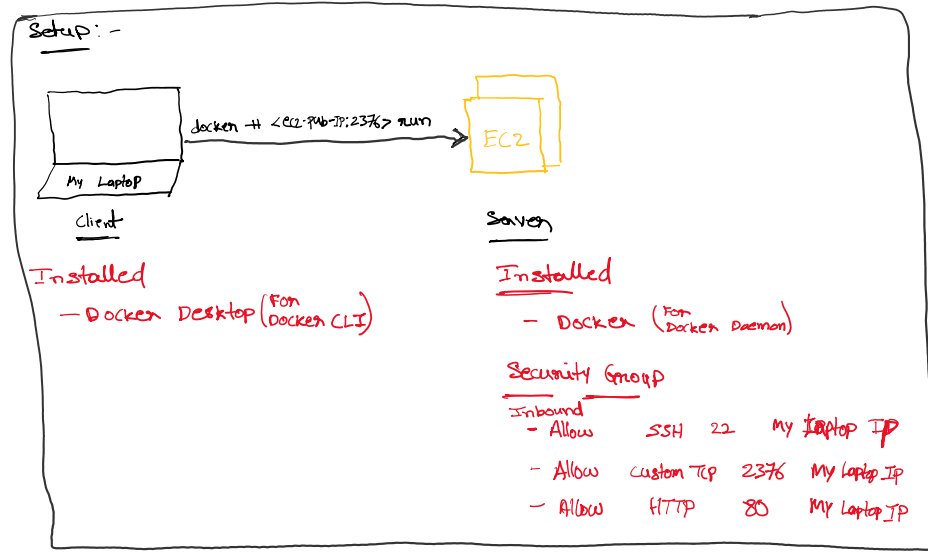 Setup: -
docker -H <ec2-pub-IP:2376> run
EC2
My Laptop
Client
Server
Installed
- Docker Desktop (For Docker CLI)
Installed
- Docker (For Docker Daemon)
Security Group
Inbound
- Allow SSH 22 My Laptop IP
- Allow Custom TCP 2376 My Laptop IP
- Allow HTTP 80 My Laptop IP